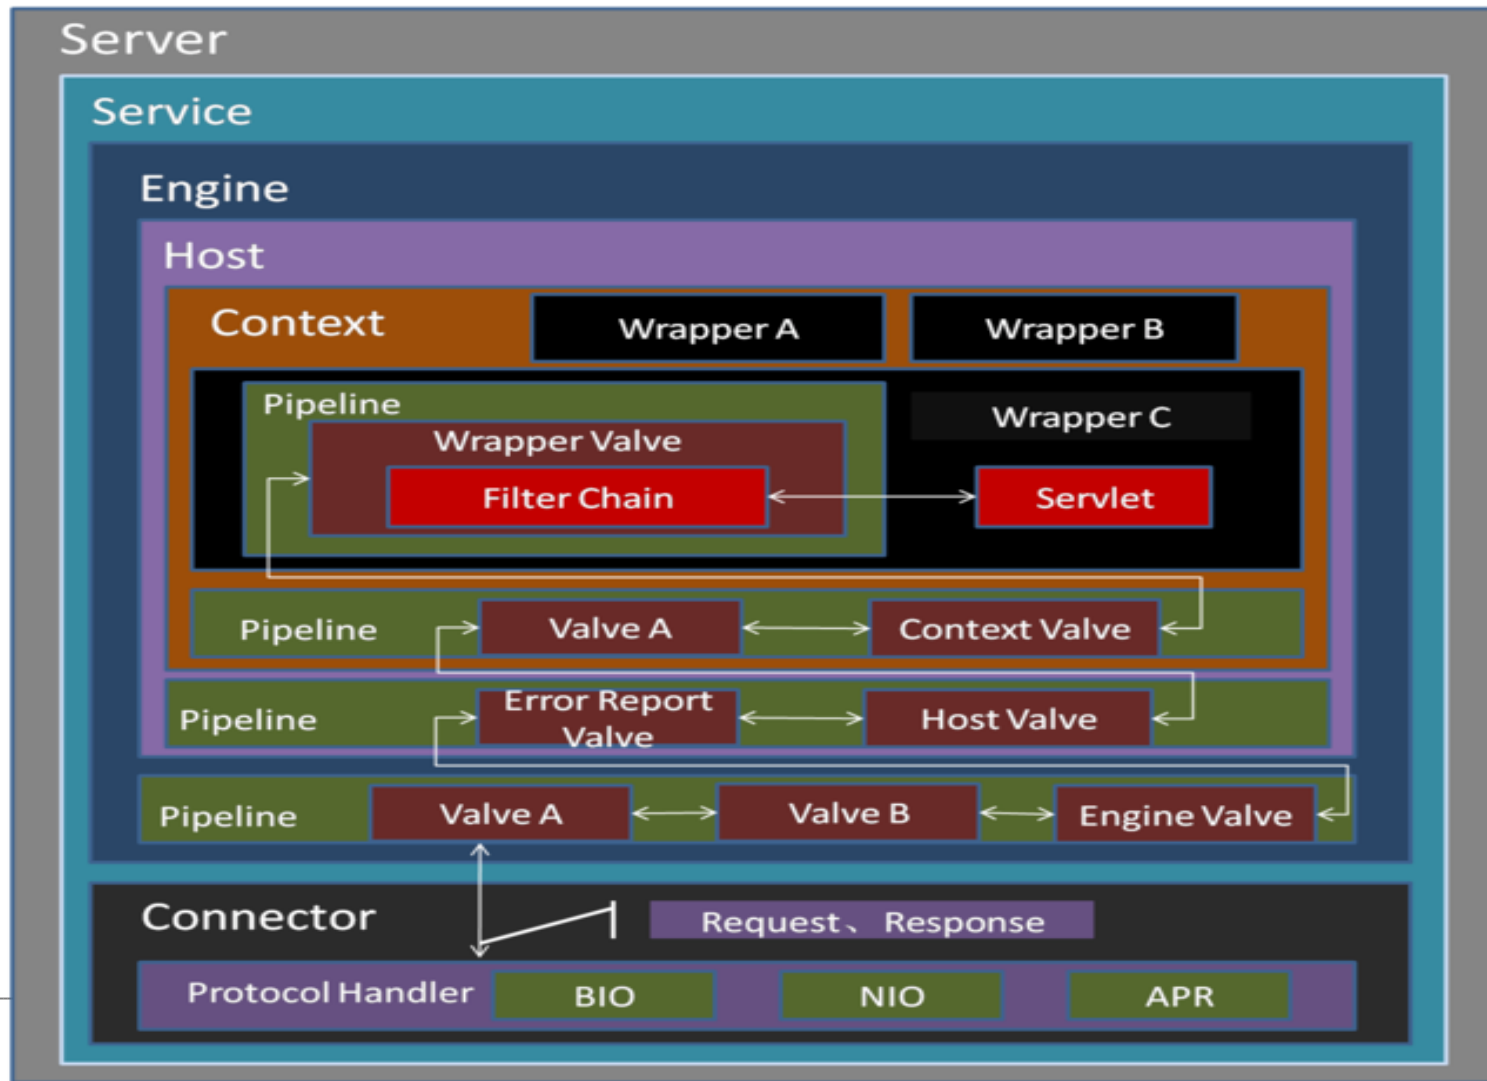 Server
Service
Engine
Host
Context
Wrapper A
Wrapper B
Pipeline
Wrapper C
Wrapper Valve
Filter Chain
Servlet
Pipeline
Valve A
Context Valve
Pipeline
Error Report
Valve
Host Valve
Pipeline
Valve A
Valve B
Engine Valve
Connector
Request、Response
Protocol Handler
BIO
NIO
APR